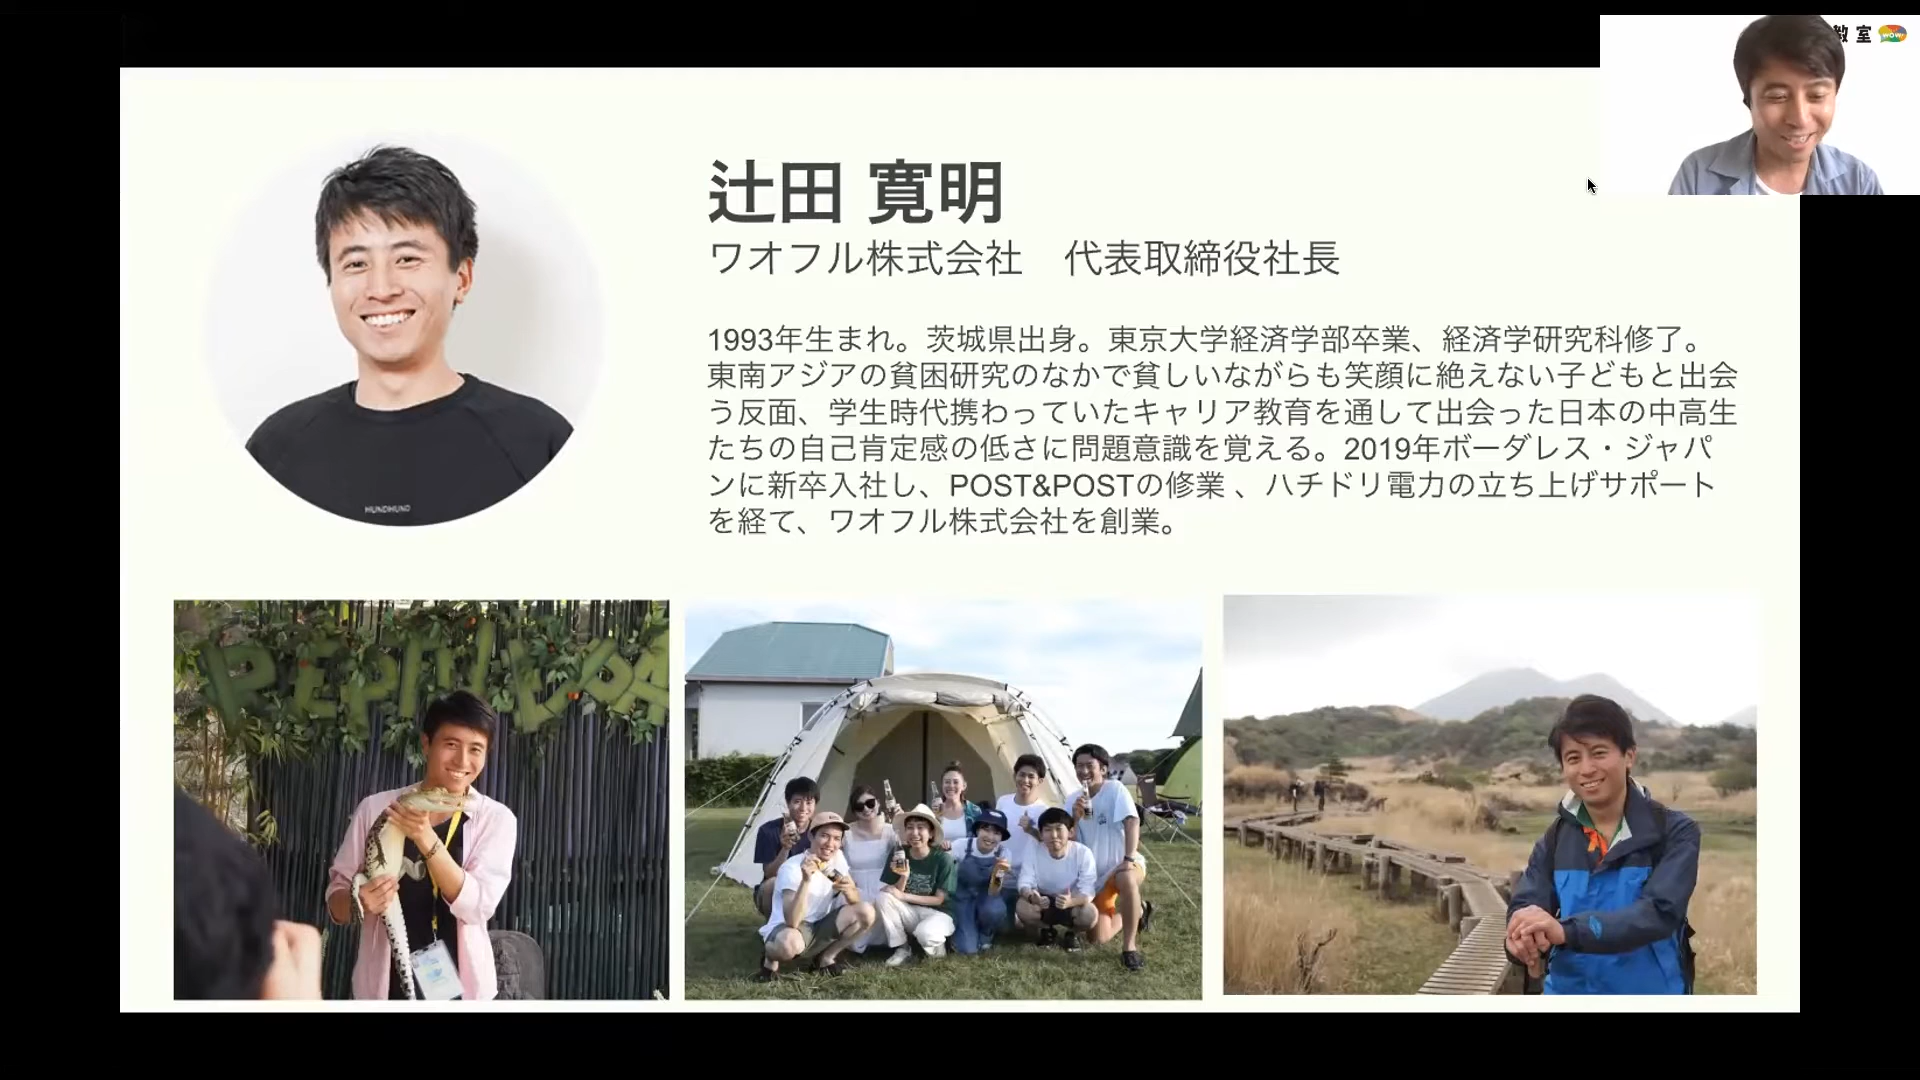 教室
wow!
辻田 寛明
ワオフル株式会社　代表取締役社長
1993年生まれ。茨城県出身。東京大学経済学部卒業、経済学研究科修了。
東南アジアの貧困研究のなかで貧しいながらも笑顔に絶えない子どもと出会
う反面、学生時代携わっていたキャリア教育を通して出会った日本の中高生
たちの自己肯定感の低さに問題意識を覚える。2019年ボーダレス・ジャパ
ンに新卒入社し、POST&POSTの修業 、ハチドリ電力の立ち上げサポート
を経て、ワオフル株式会社を創業。
HUNDHUND